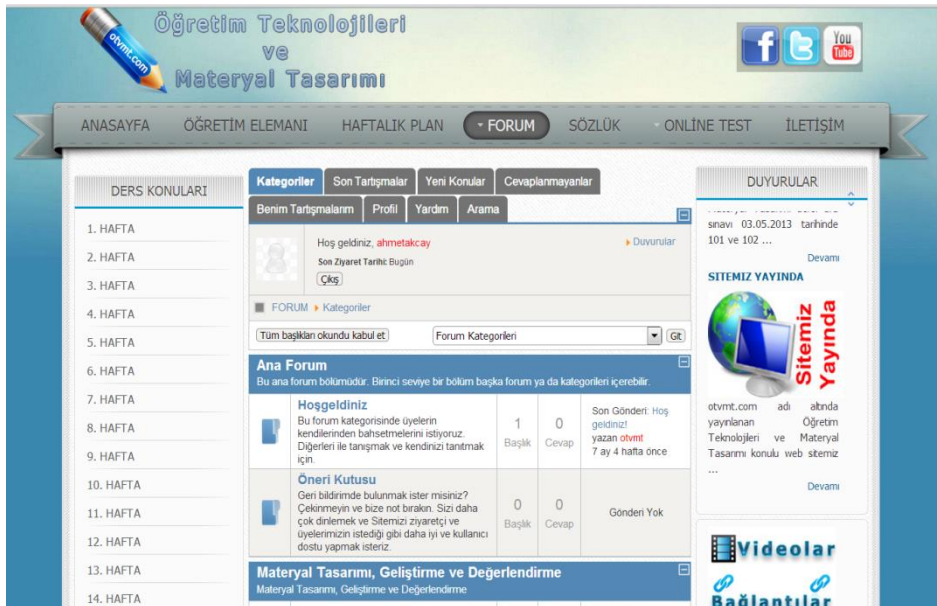 Öğretim Teknolojileri
ve
Materyal Tasarımı
otvmt.com
f
You
Tube
ANASAYFA
ÖĞRETİM ELEMANI
HAFTALIK PLAN
FORUM
SÖZLÜK
ONLİNE TEST
İLETİŞİM
DERS KONULARI
1. HAFTA
2. HAFTA
3. HAFTA
4. HAFTA
5. HAFTA
6. HAFTA
7. HAFTA
8. HAFTA
9. HAFTA
10. HAFTA
11. HAFTA
12. HAFTA
13. HAFTA
14. HAFTA
Kategoriler
Son Tartışmalar
Yeni Konular
Cevaplanmayanlar
Benim Tartışmalarım
Profil
Yardım
Arama
Hoş geldiniz, ahmetakcay
Duyurular
Son Ziyaret Tarihi: Bugün
Çıkış
FORUM
Kategoriler
Tüm başlıkları okundu kabul et
Forum Kategorileri
Git
Ana Forum
Bu ana forum bölümüdür. Birinci seviye bir bölüm başka forum ya da kategorileri içerebilir.
Hoşgeldiniz
Bu forum kategorisinde üyelerin
kendilerinden bahsetmelerini istiyoruz.
Diğerleri ile tanışmak ve kendinizi tanıtmak
için.
1
Başlık
0
Cevap
Son Gönderi: Hoş
geldiniz!
yazan otvmt
7 ay 4 hafta önce
Öneri Kutusu
Geri bildirimde bulunmak ister misiniz?
Çekinmeyin ve bize not bırakın. Sizi daha
çok dinlemek ve Sitemizi ziyaretçi ve
üyelerimizin istediği gibi daha iyi ve kullanıcı
dostu yapmak isteriz.
0
Başlık
0
Cevap
Gönderi Yok
Materyal Tasarımı, Geliştirme ve Değerlendirme
Materyal Tasarımı, Geliştirme ve Değerlendirme
DUYURULAR
sınavı 03.05.2013 tarihinde
101 ve 102 ...
Devamı
SITEMIZ YAYINDA
Sitemiz
Yayında
otvmt.com adı altında
yayınlanan Öğretim
Teknolojileri ve Materyal
Tasarımı konulu web sitemiz
...
Devamı
Videolar
Bağlantılar